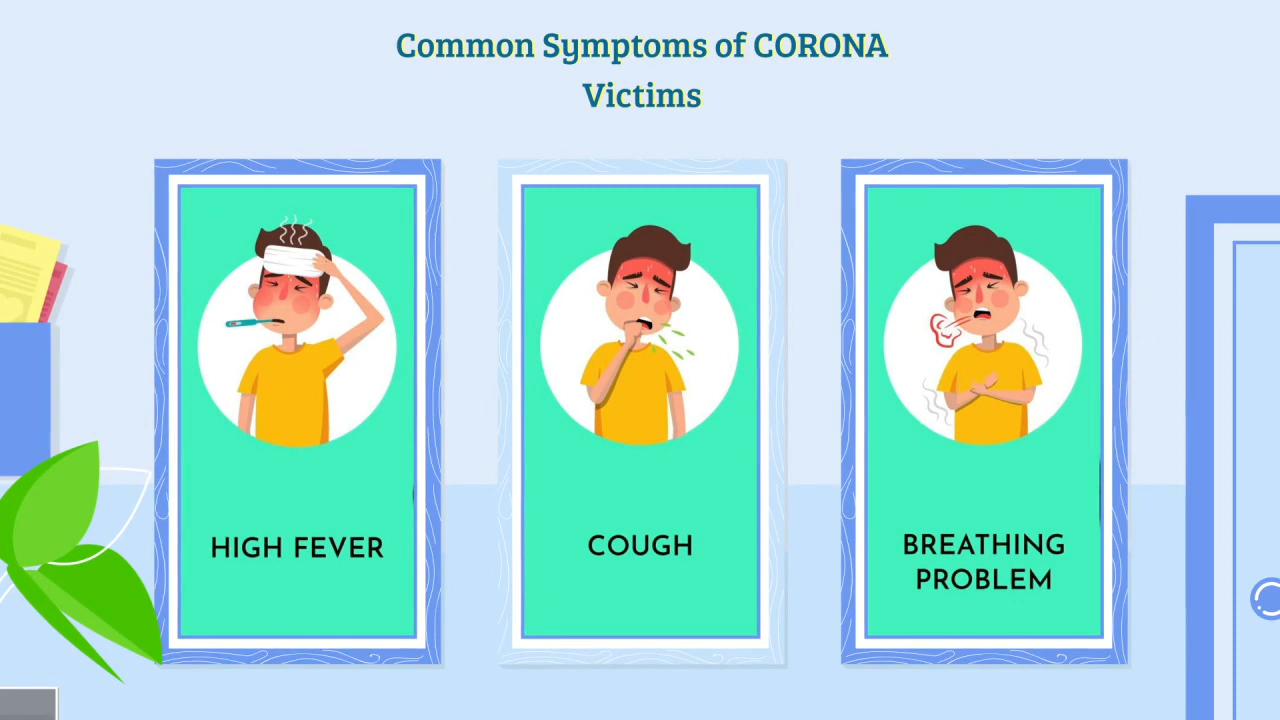 Common Symptoms of CORONA
Victims
HIGH FEVER
COUGH
BREATHING
PROBLEM